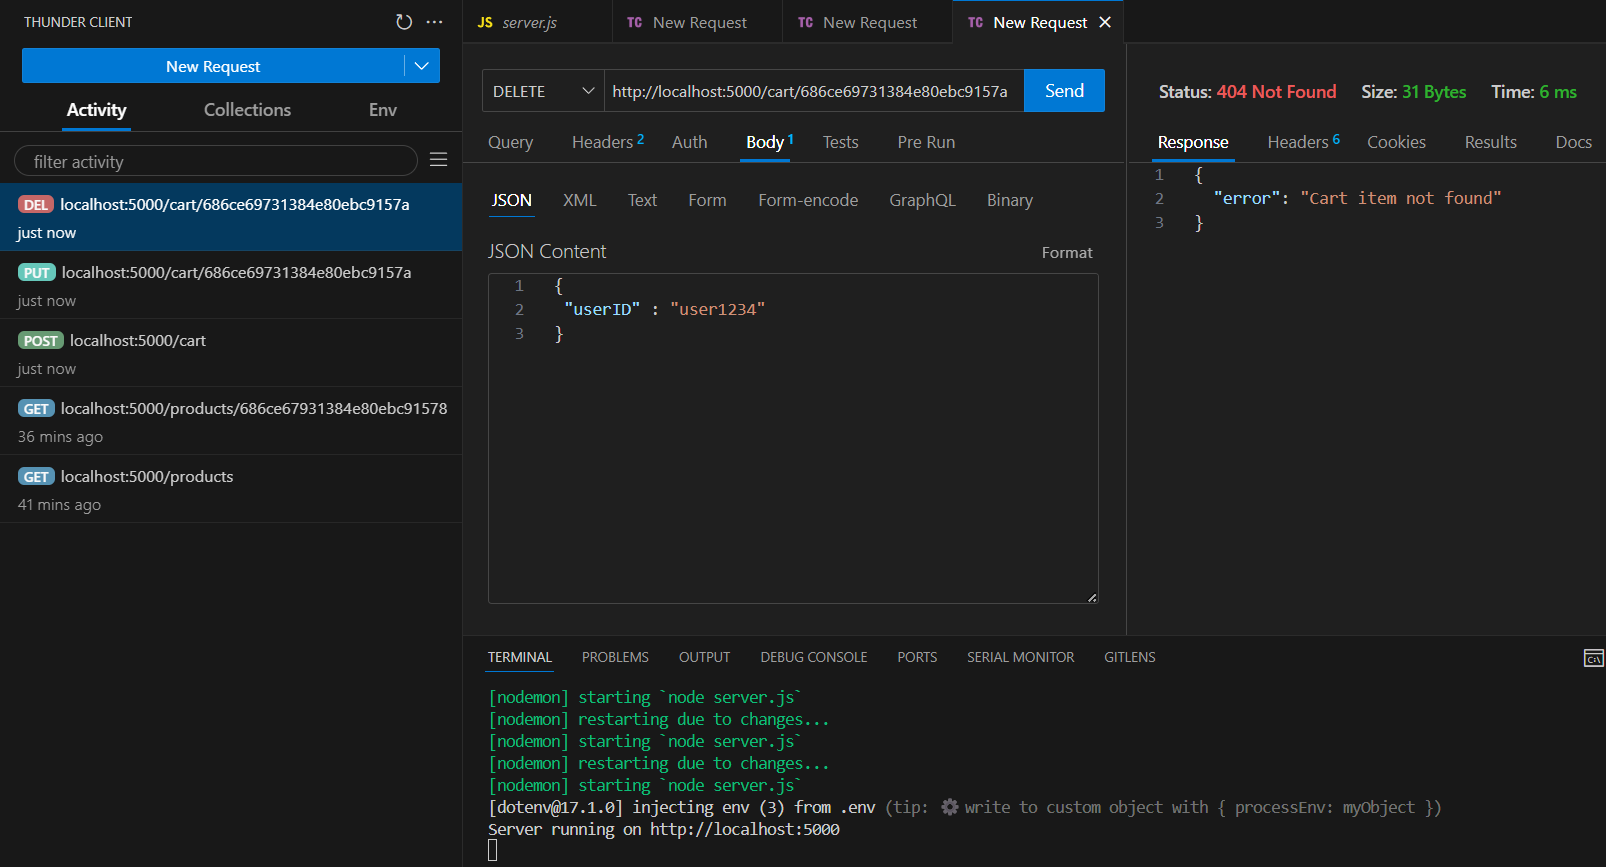 THUNDER CLIENT
New Request
Activity Collections Env
filter activity
DEL localhost:5000/cart/686ce69731384e80ebc9157a
just now
PUT localhost:5000/cart/686ce69731384e80ebc9157a
just now
POST localhost:5000/cart
just now
GET localhost:5000/products/686ce67931384e80ebc91578
36 mins ago
GET localhost:5000/products
41 mins ago
JS server.js TC New Request TC New Request TC New Request
DELETE http://localhost:5000/cart/686ce69731384e80ebc9157a Send
Query Headers 2 Auth Body 1 Tests Pre Run
JSON XML Text Form Form-encode GraphQL Binary
JSON Content Format
1 {
2 "userID" : "user1234"
3 }
Status: 404 Not Found Size: 31 Bytes Time: 6 ms
Response Headers 6 Cookies Results Docs
1 {
2 "error": "Cart item not found"
3 }
TERMINAL PROBLEMS OUTPUT DEBUG CONSOLE PORTS SERIAL MONITOR GITLENS
[nodemon] starting `node server.js`
[nodemon] restarting due to changes...
[nodemon] starting `node server.js`
[nodemon] restarting due to changes...
[nodemon] starting `node server.js`
[dotenv@17.1.0] injecting env (3) from .env (tip: ⚙ write to custom object with { processEnv: myObject })
Server running on http://localhost:5000